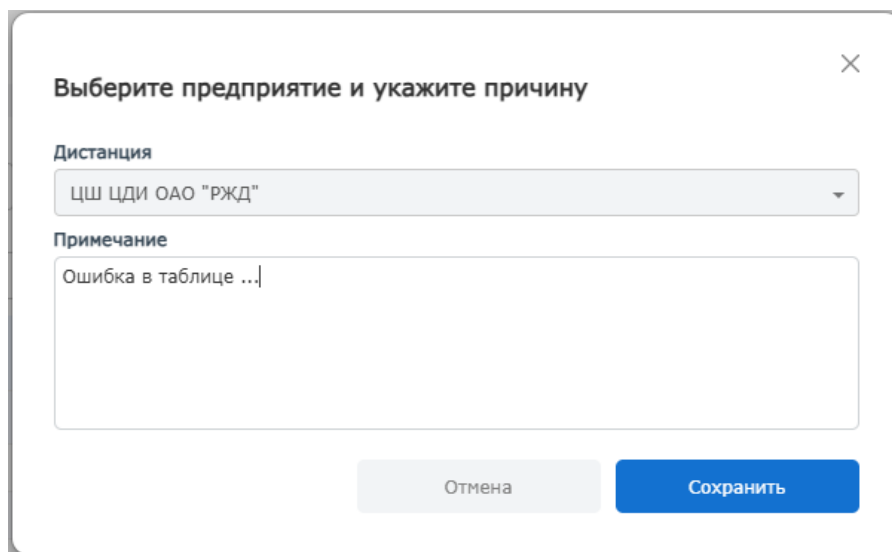 Выберите предприятие и укажите причину
Дистанция
ЦШ ЦДИ ОАО "РЖД"
Примечание
Ошибка в таблице ...
Отмена
Сохранить